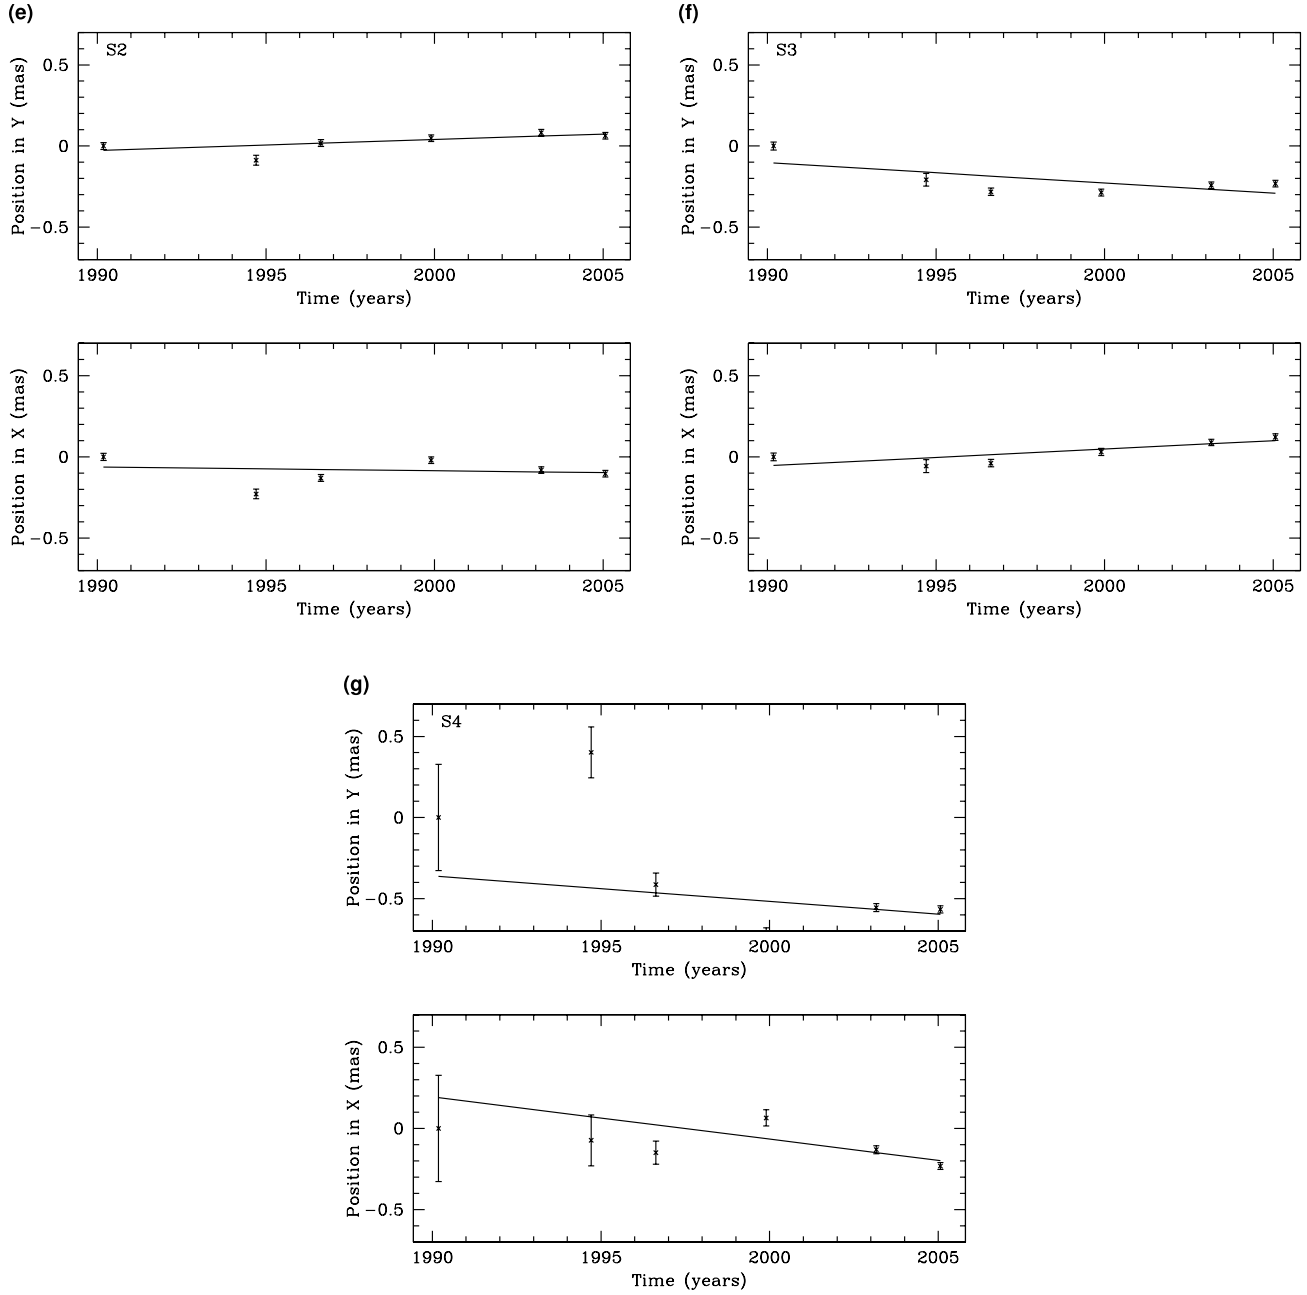 (e)
S2
Position in Y (mas)
0.5
0
−0.5
1990 1995 2000 2005
Time (years)
Position in X (mas)
0.5
0
−0.5
1990 1995 2000 2005
Time (years)
(f)
S3
Position in Y (mas)
0.5
0
−0.5
1990 1995 2000 2005
Time (years)
Position in X (mas)
0.5
0
−0.5
1990 1995 2000 2005
Time (years)
(g)
S4
Position in Y (mas)
0.5
0
−0.5
1990 1995 2000 2005
Time (years)
Position in X (mas)
0.5
0
−0.5
1990 1995 2000 2005
Time (years)